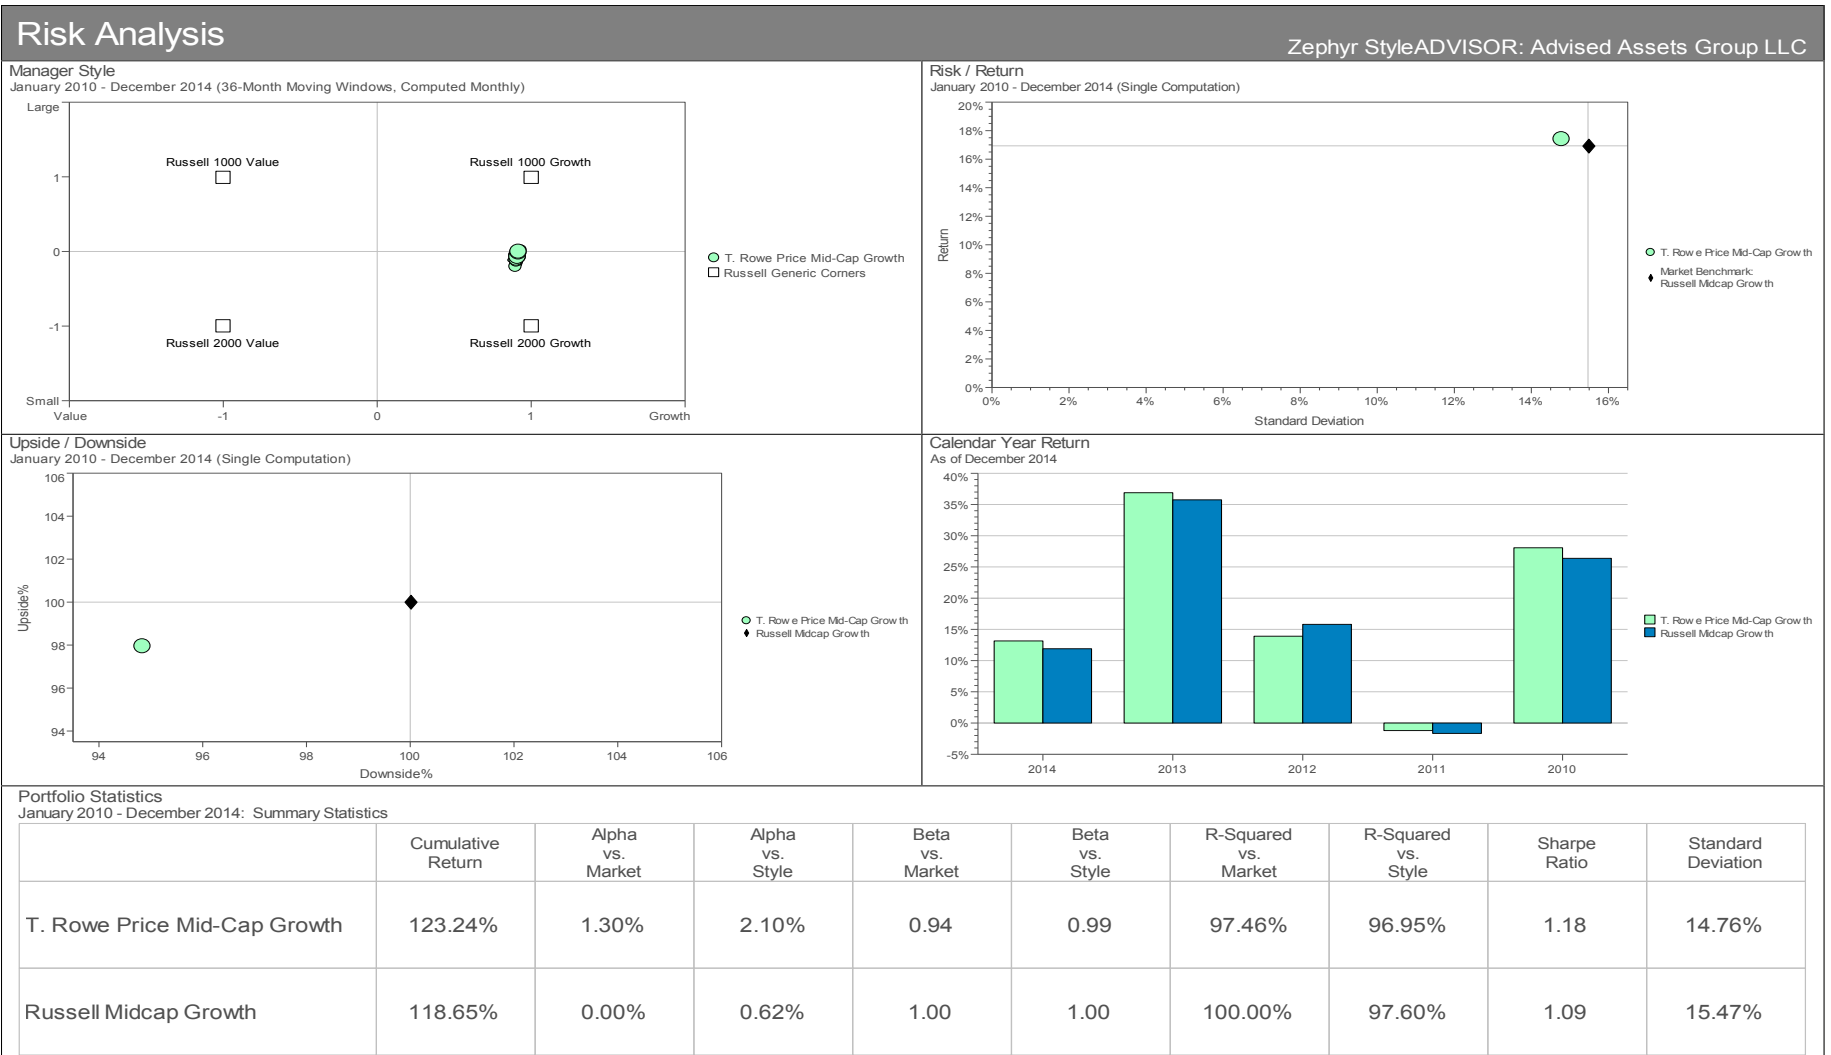 Risk Analysis
Zephyr StyleADVISOR: Advised Assets Group LLC
Manager Style
January 2010 - December 2014 (36-Month Moving Windows, Computed Monthly)
Large
1
0
-1
Small
Value
-1
0
1
Growth
Russell 1000 Value
Russell 1000 Growth
Russell 2000 Value
Russell 2000 Growth
T. Rowe Price Mid-Cap Growth
Russell Generic Corners
Risk / Return
January 2010 - December 2014 (Single Computation)
Return
20%
18%
16%
14%
12%
10%
8%
6%
4%
2%
0%
0%
2%
4%
6%
8%
10%
12%
14%
16%
Standard Deviation
T. Rowe Price Mid-Cap Growth
Market Benchmark:
Russell Midcap Growth
Upside / Downside
January 2010 - December 2014 (Single Computation)
Upside%
106
104
102
100
98
96
94
94
96
98
100
102
104
106
Downside%
T. Rowe Price Mid-Cap Growth
Russell Midcap Growth
Calendar Year Return
As of December 2014
40%
35%
30%
25%
20%
15%
10%
5%
0%
-5%
2014
2013
2012
2011
2010
T. Rowe Price Mid-Cap Growth
Russell Midcap Growth
Portfolio Statistics
January 2010 - December 2014: Summary Statistics
Cumulative Return
Alpha vs. Market
Alpha vs. Style
Beta vs. Market
Beta vs. Style
R-Squared vs. Market
R-Squared vs. Style
Sharpe Ratio
Standard Deviation
T. Rowe Price Mid-Cap Growth 123.24% 1.30% 2.10% 0.94 0.99 97.46% 96.95% 1.18 14.76%
Russell Midcap Growth 118.65% 0.00% 0.62% 1.00 1.00 100.00% 97.60% 1.09 15.47%